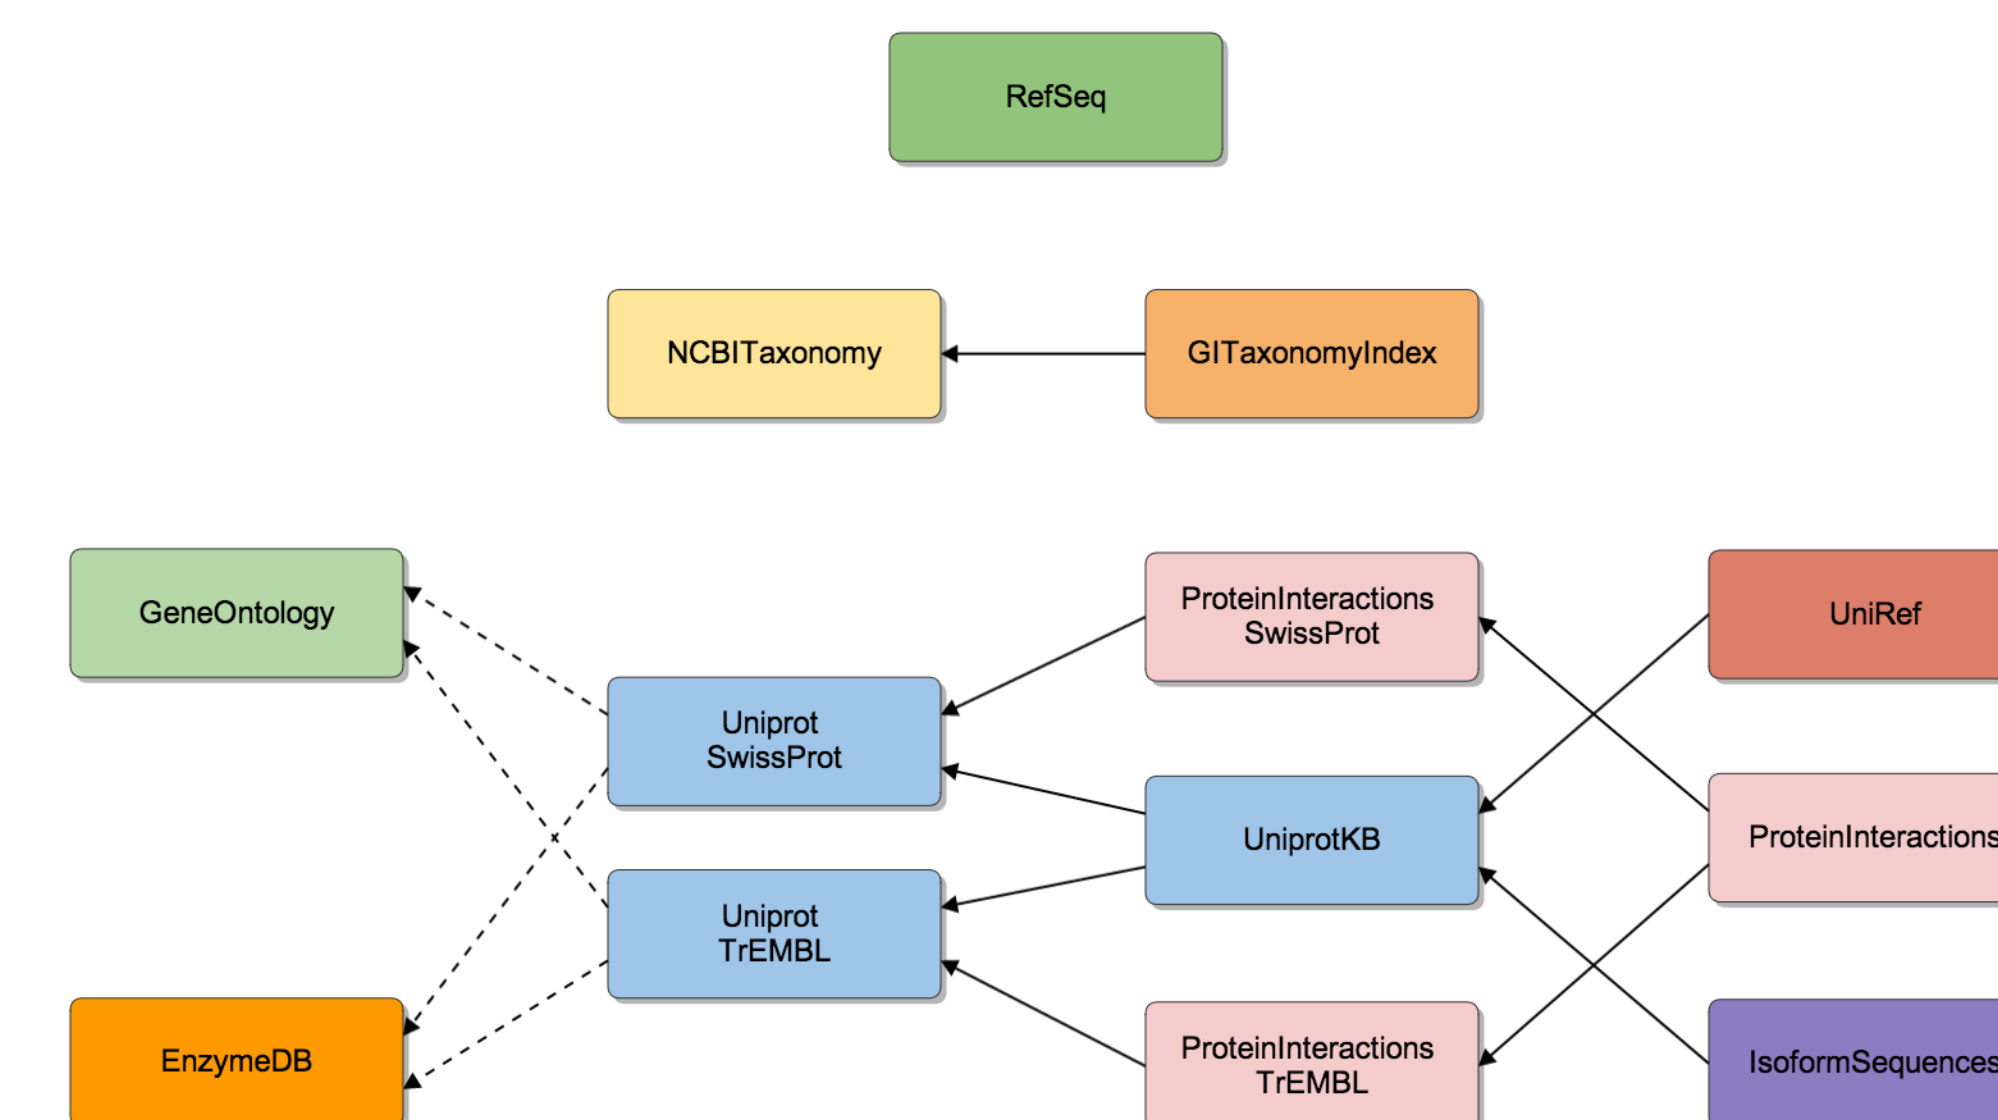 RefSeq
NCBITaxonomy
GITaxonomyIndex
GeneOntology
ProteinInteractions
SwissProt
UniRef
Uniprot
SwissProt
UniprotKB
ProteinInteractions
Uniprot
TrEMBL
EnzymeDB
ProteinInteractions
TrEMBL
IsoformSequences